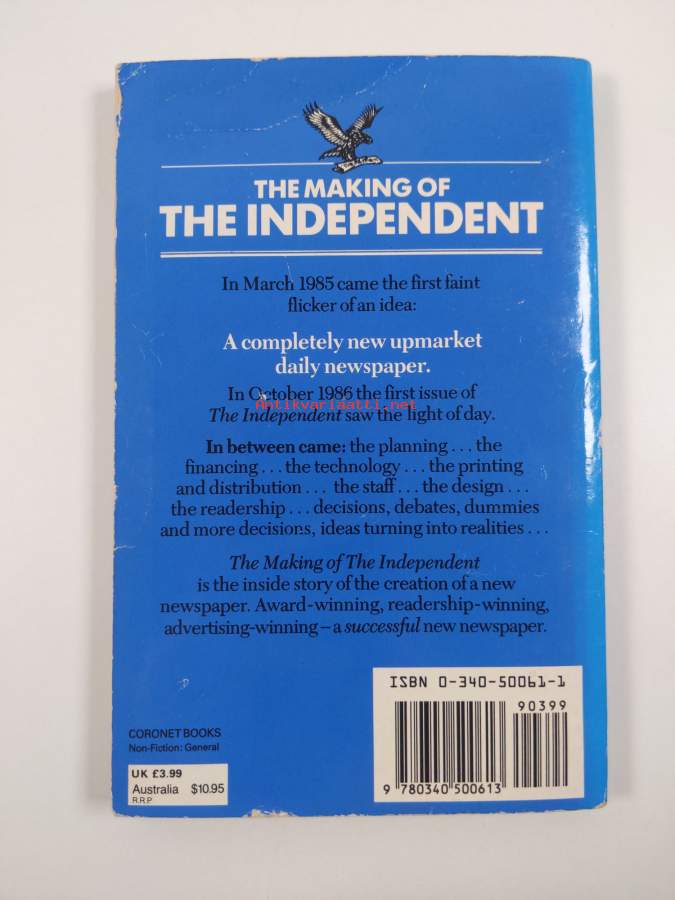 THE MAKING OF
THE INDEPENDENT
In March 1985 came the first faint
flicker of an idea:
A completely new upmarket
daily newspaper.
In October 1986 the first issue of
Antikvariaatti.net
The Independent saw the light of day.
In between came: the planning . . . the
financing . . . the technology . . . the printing
and distribution . . . the staff . . . the design . . .
the readership . . . decisions, debates, dummies
and more decisions, ideas turning into realities . . .
The Making of The Independent
is the inside story of the creation of a new
newspaper. Award-winning, readership-winning,
advertising-winning – a successful new newspaper.
ISBN 0-340-50061-1
90399
9 780340 500613
CORONET BOOKS
Non-Fiction: General
UK £3.99
Australia $10.95
R.R.P